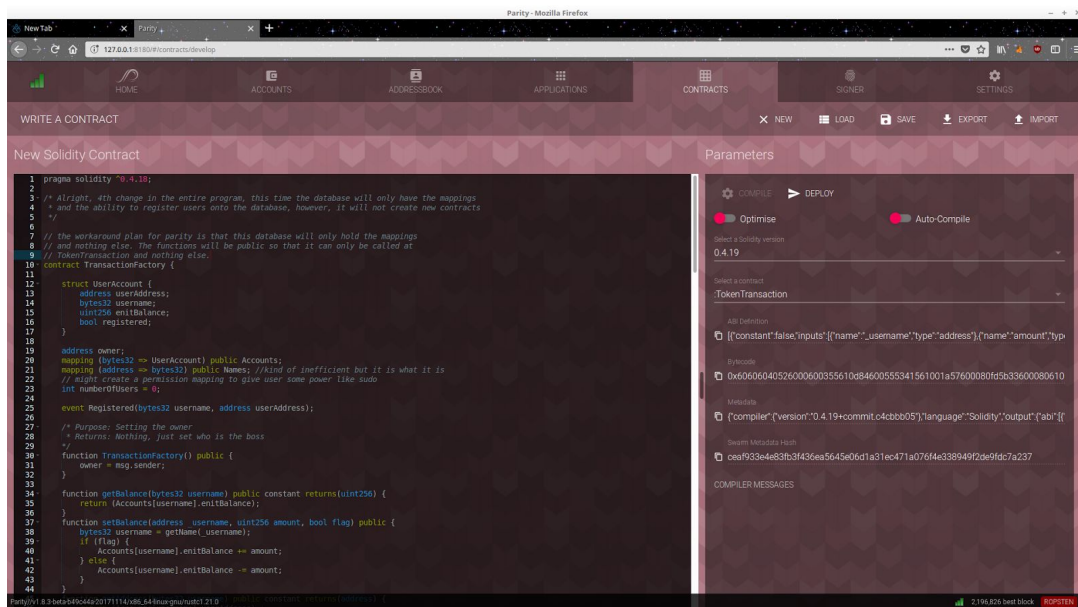 Parity - Mozilla Firefox
New Tab
Parity
127.0.0.1:8180/#/contracts/develop
HOME
ACCOUNTS
ADDRESSBOOK
APPLICATIONS
CONTRACTS
SIGNER
SETTINGS
WRITE A CONTRACT
NEW
LOAD
SAVE
EXPORT
IMPORT
New Solidity Contract
1 pragma solidity ^0.4.18;
2
3 /* Alright, 4th change in the entire program, this time the database will only have the mappings
4 * and the ability to register users onto the database, however, it will not create new contracts
5 */
6
7 // the workaround plan for parity is that this database will only hold the mappings
8 // and nothing else. The functions will be public so that it can only be called at
9 // TokenTransaction and nothing else.
10 contract TransactionFactory {
11
12 struct UserAccount {
13 address userAddress;
14 bytes32 username;
15 uint256 enitBalance;
16 bool registered;
17 }
18
19 address owner;
20 mapping (bytes32 => UserAccount) public Accounts;
21 mapping (address => bytes32) public Names; //kind of inefficient but it is what it is
22 // might create a permission mapping to give user some power like sudo
23 int numberOfUsers = 0;
24
25 event Registered(bytes32 username, address userAddress);
26
27 /* Purpose: Setting the owner
28 * Returns: Nothing, just set who is the boss
29 */
30 function TransactionFactory() public {
31 owner = msg.sender;
32 }
33
34 function getBalance(bytes32 username) public constant returns(uint256) {
35 return (Accounts[username].enitBalance);
36 }
37 function setBalance(address _username, uint256 amount, bool flag) public {
38 bytes32 username = getName(_username);
39 if (flag) {
40 Accounts[username].enitBalance += amount;
41 } else {
42 Accounts[username].enitBalance -= amount;
43 }
44 }
Parameters
COMPILE
DEPLOY
Optimise
Auto-Compile
Select a Solidity version
0.4.19
Select a contract
:TokenTransaction
ABI Definition
[{"constant":false,"inputs":[{"name":"_username","type":"address"},{"name":"amount","typ
Bytecode
0x6060604052600060035561​0d84600555341561001a57600080fd5b33600080610
Metadata
{"compiler":{"version":"0.4.19+commit.c4cbbb05"},"language":"Solidity","output":{"abi":[{
Swarm Metadata Hash
ceaf933e4e83fb3f436ea5645e06d1a31ec471a076f4e338949f2de9fdc7a237
COMPILER MESSAGES
Parity//v1.8.3-beta-b49c44a-20171114/x86_64-linux-gnu/rustc1.21.0
2,196,826 best block
ROPSTEN